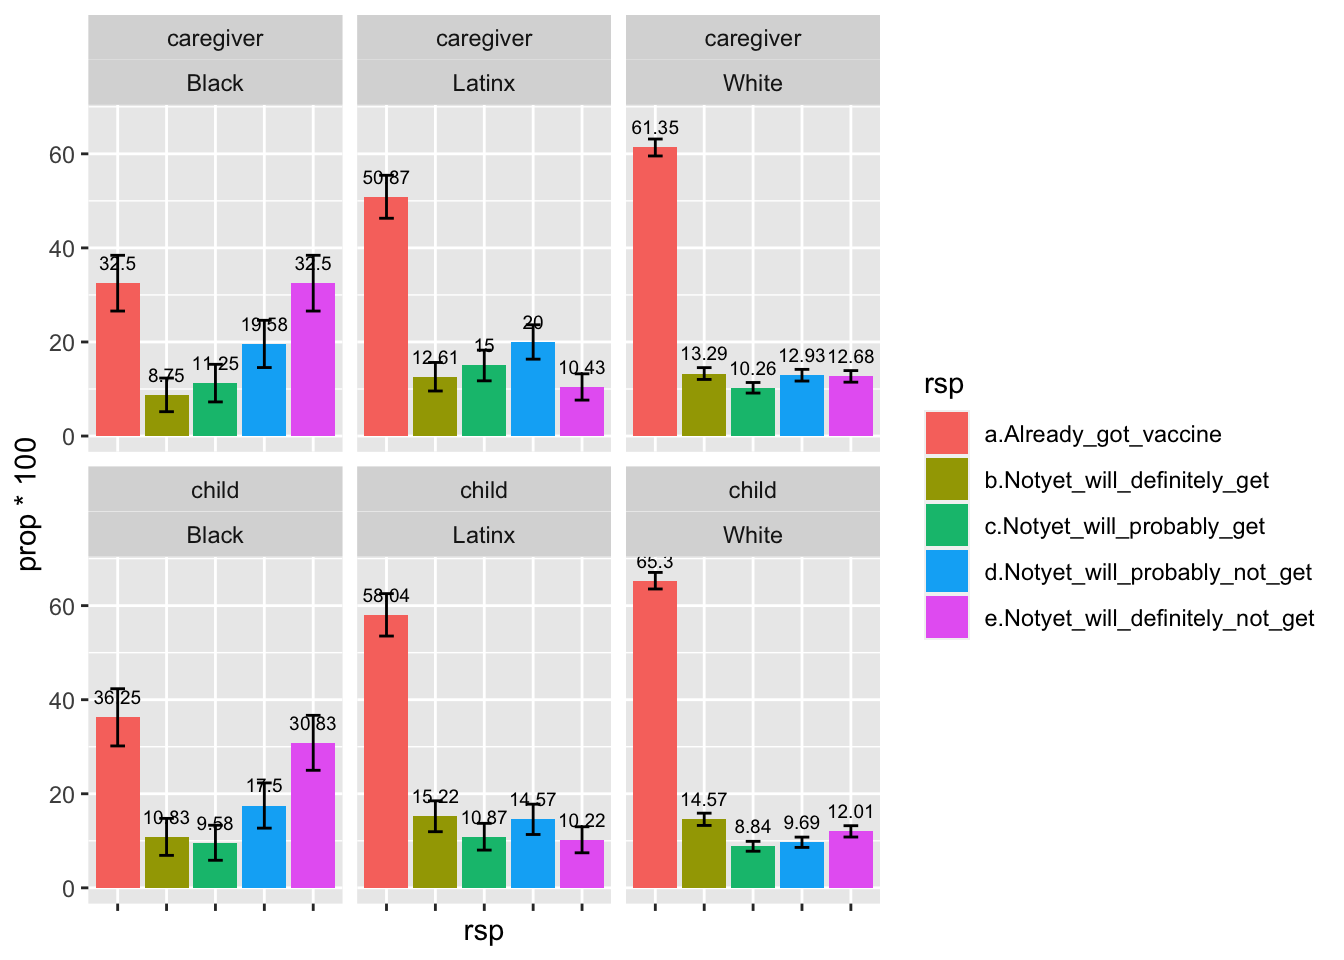 caregiver caregiver caregiver
Black Latinx White
61.35
60
50.87
40
32.5 32.5
19.58 20
20
8.75 11.25 12.61 15 10.43 13.29 10.26 12.93 12.68
0
prop * 100
child child child
Black Latinx White
65.3
60
58.04
40
36.25 30.83
20
10.83 9.58 17.5 15.22 10.87 14.57 10.22 14.57 8.84 9.69 12.01
0
rsp
rsp
a.Already_got_vaccine
b.Notyet_will_definitely_get
c.Notyet_will_probably_get
d.Notyet_will_probably_not_get
e.Notyet_will_definitely_not_get